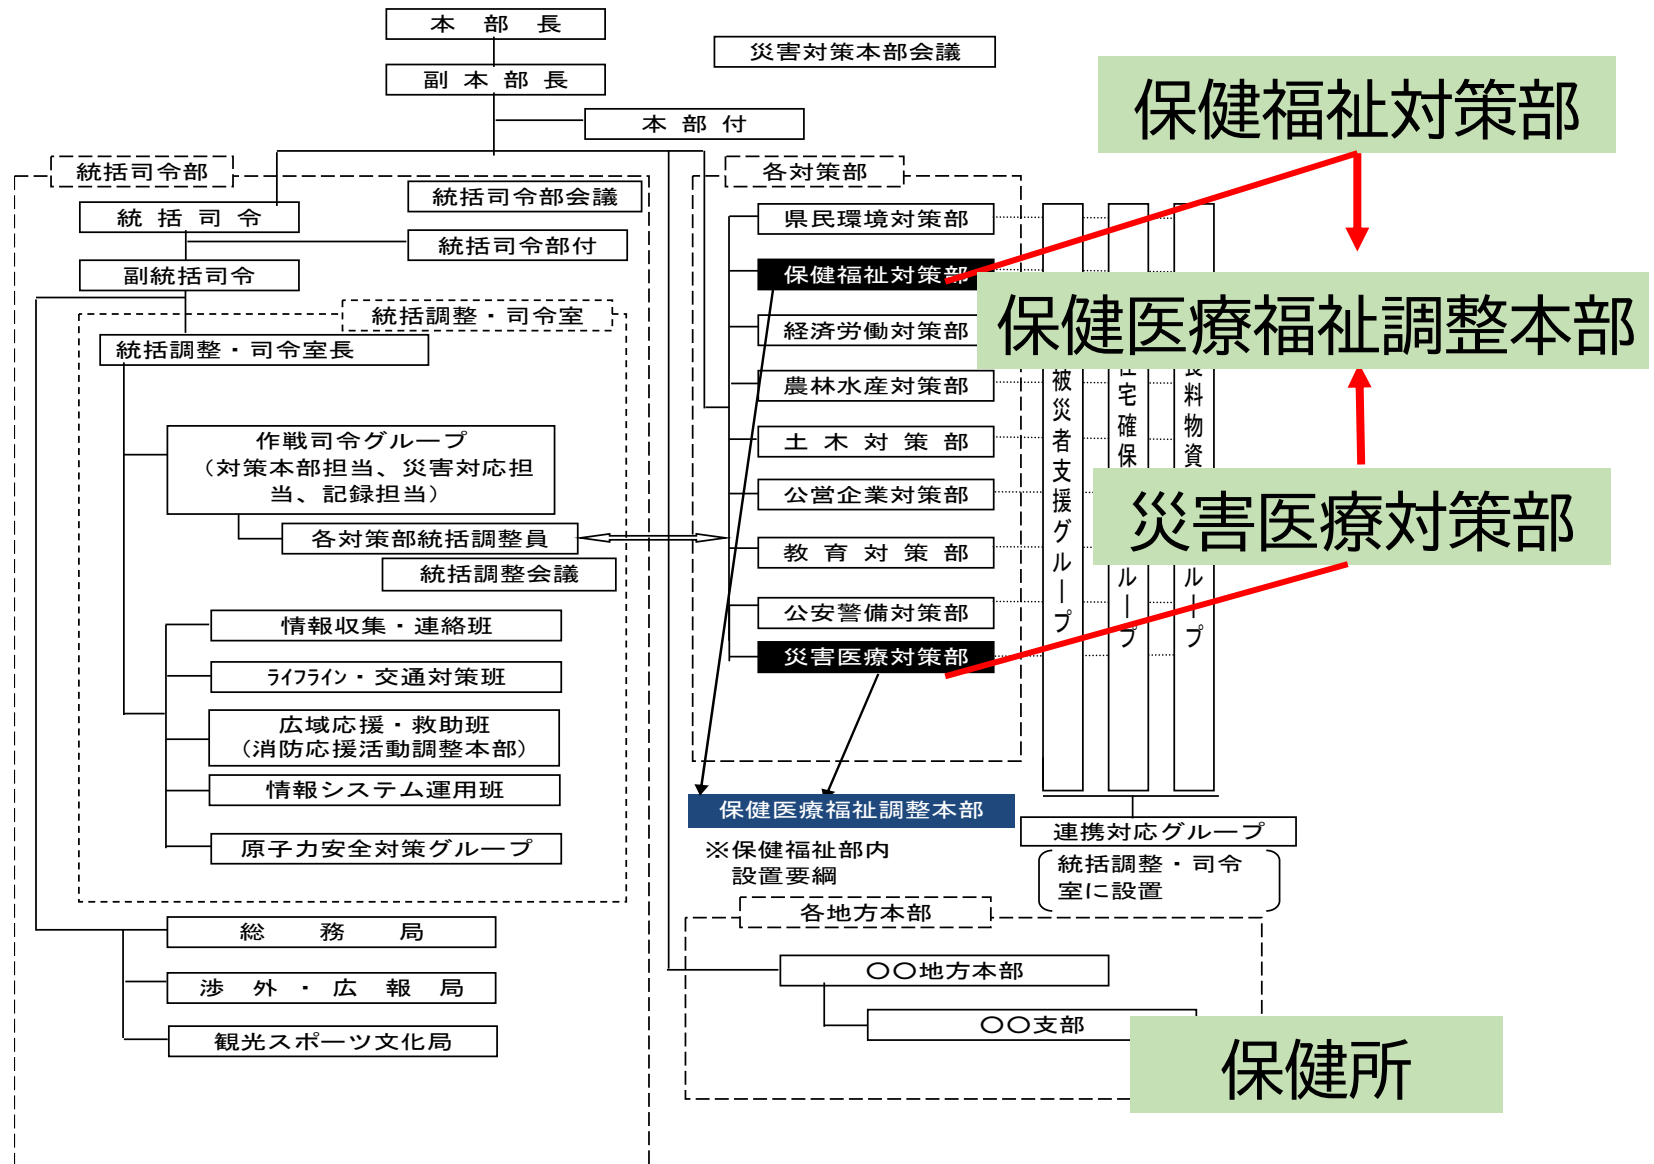 本部長
災害対策本部会議
副本部長
本部付
保健福祉対策部
統括司令部
統括司令部会議
統括司令
統括司令部付
副統括司令
統括調整・司令室
統括調整・司令室長
作戦司令グループ
（対策本部担当、災害対応担
当、記録担当）
各対策部統括調整員
統括調整会議
情報収集・連絡班
ﾗｲﾌﾗｲﾝ・交通対策班
広域応援・救助班
（消防応援活動調整本部）
情報システム運用班
原子力安全対策グループ
総務局
渉外・広報局
観光スポーツ文化局
各対策部
県民環境対策部
保健福祉対策部
経済労働対策部
農林水産対策部
土木対策部
公営企業対策部
教育対策部
公安警備対策部
災害医療対策部
保健医療福祉調整本部
※保健福祉部内
設置要綱
被災者支援グループ
宅確保
ループ
料物資
ループ
保健医療福祉調整本部
災害医療対策部
連携対応グループ
統括調整・司令
室に設置
各地方本部
〇〇地方本部
〇〇支部
保健所